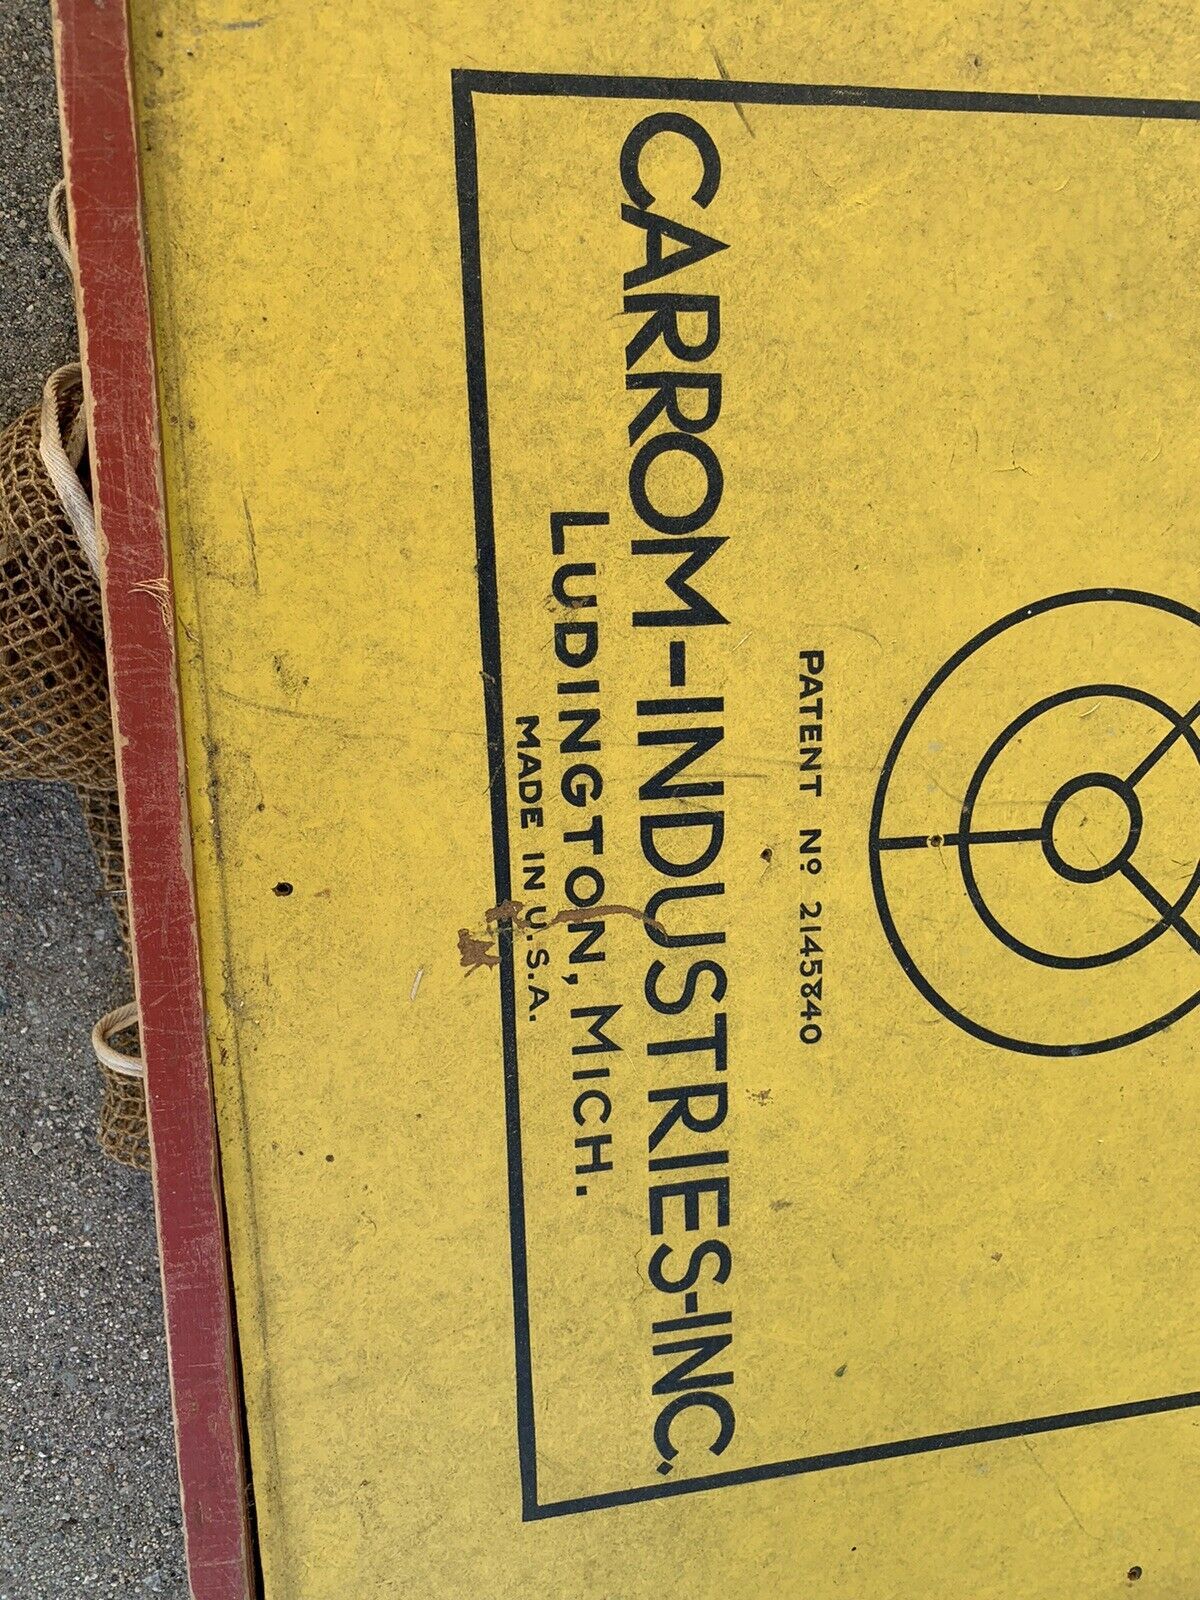 PATENT Nº 2145840
CARROM-INDUSTRIES-INC.
LUDINGTON, MICH.
MADE IN U.S.A.